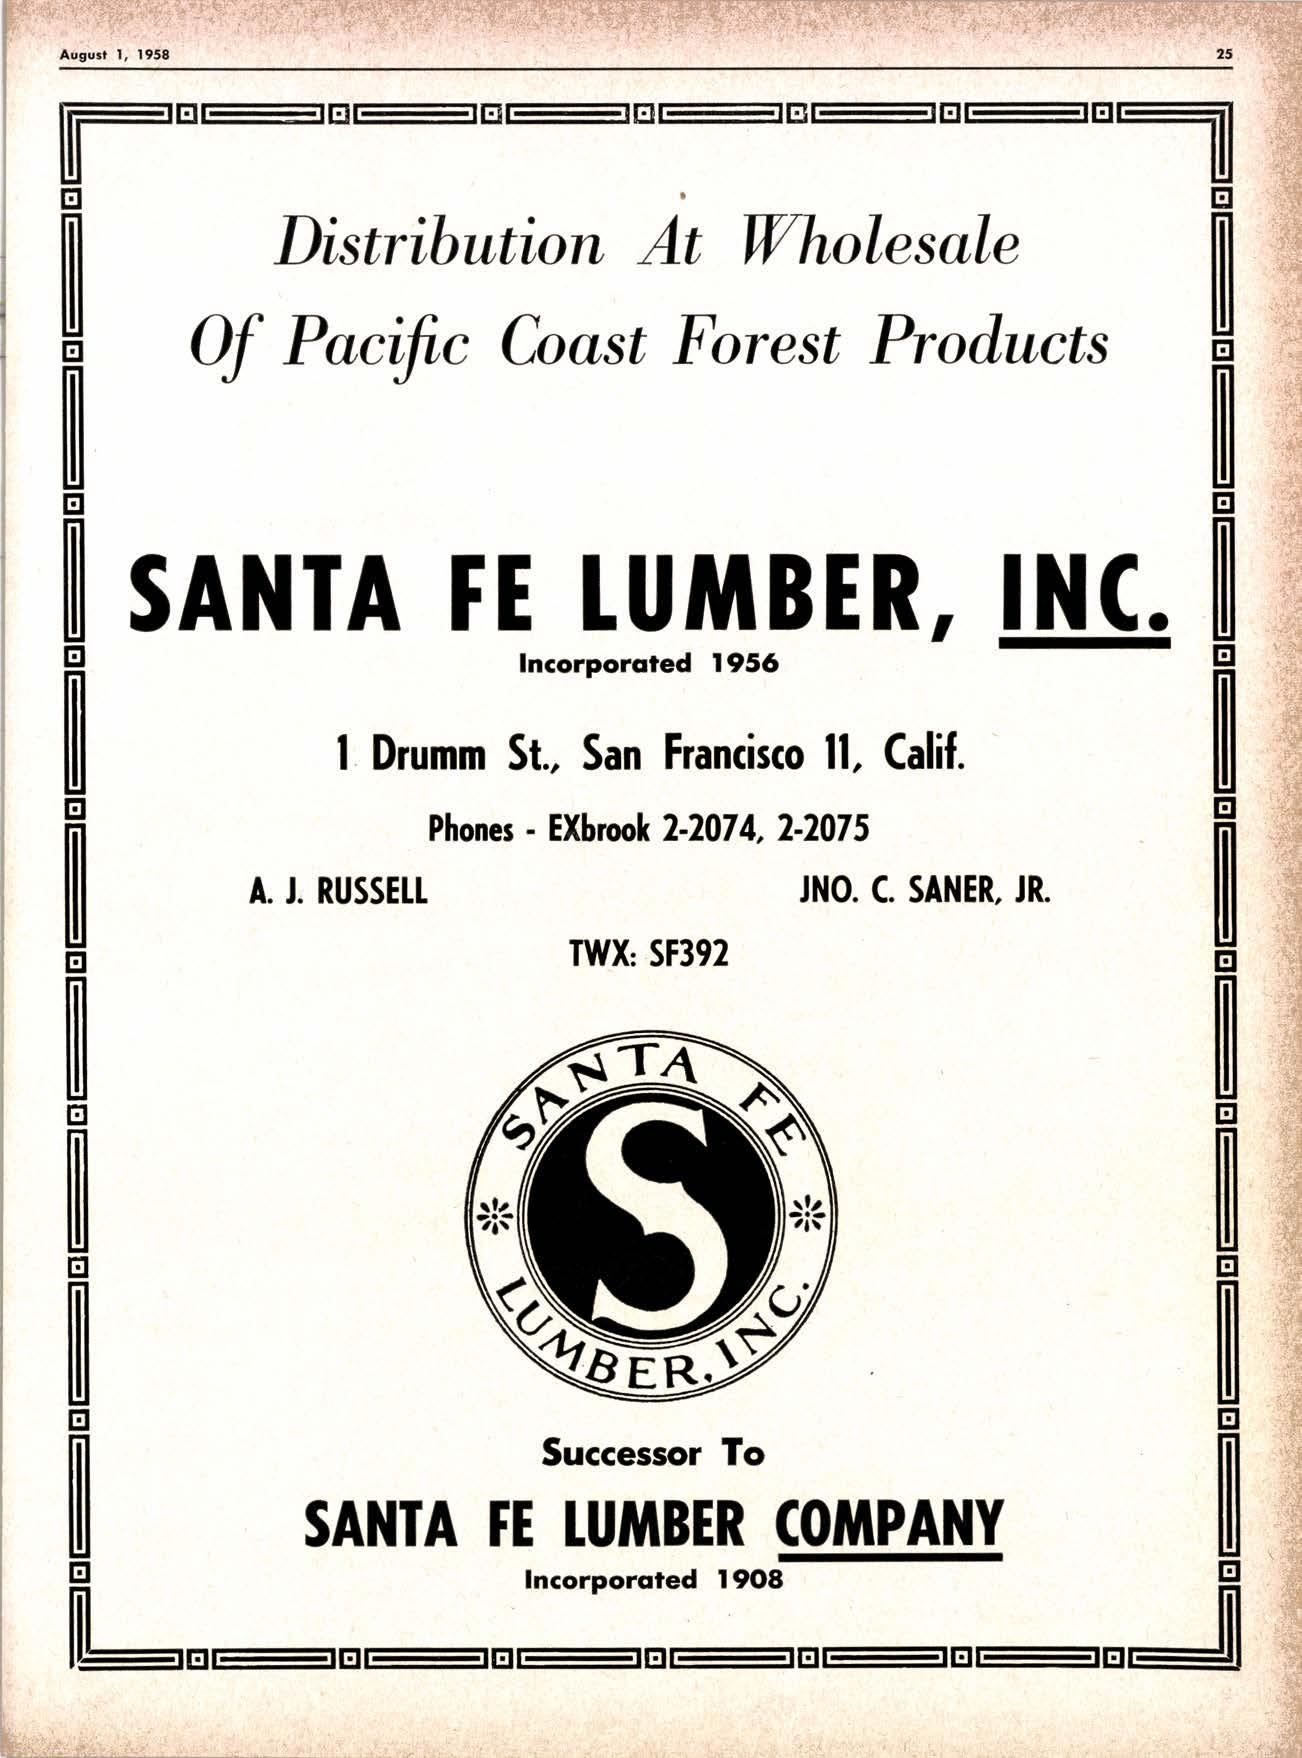 August 1, 1958
25
Distribution At Wholesale
Of Pacific Coast Forest Products
SANTA FE LUMBER, INC.
Incorporated 1956
1 Drumm St., San Francisco 11, Calif.
Phones - EXbrook 2-2074, 2-2075
A. J. RUSSELL
JNO. C. SANER, JR.
TWX: SF392
SANTA FE
S
LUMBER, INC.
Successor To
SANTA FE LUMBER COMPANY
Incorporated 1908